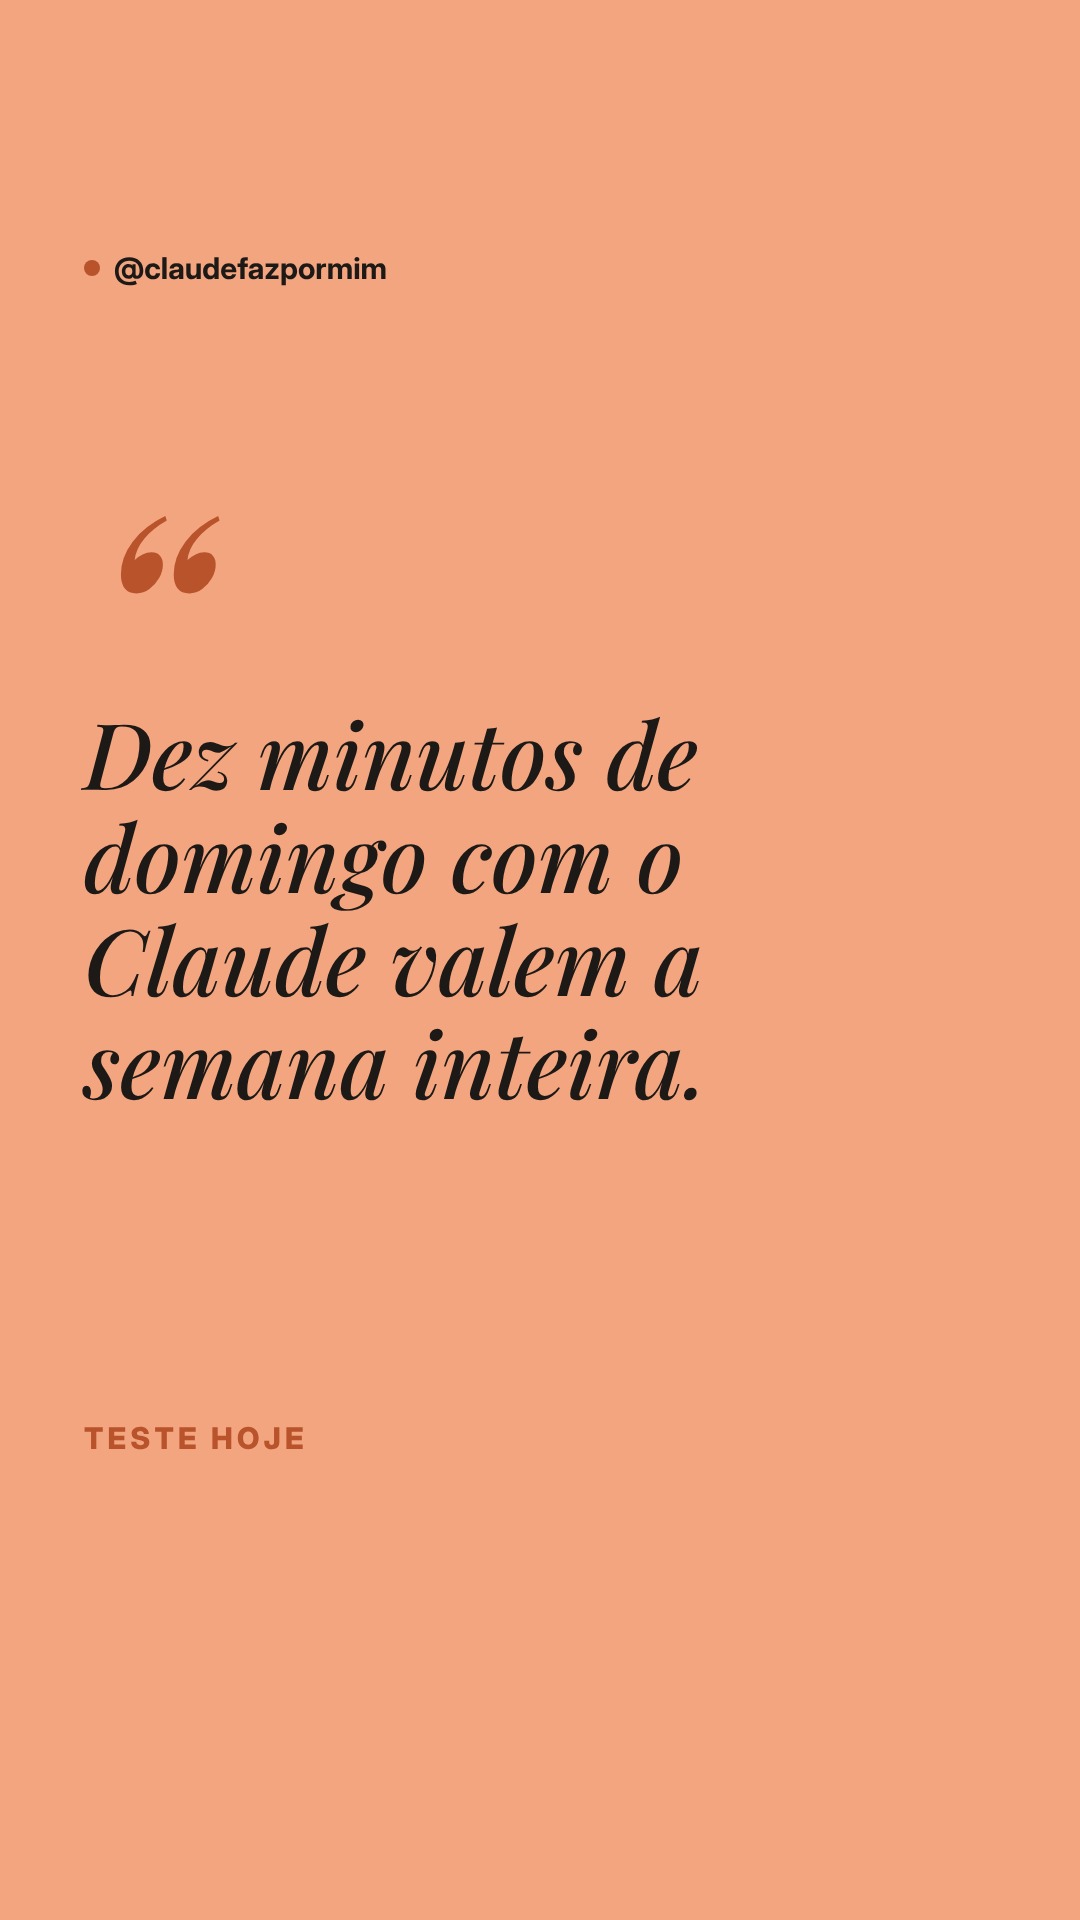 @claudefazpormim
“
Dez minutos de
domingo com o
Claude valem a
semana inteira.
TESTE HOJE